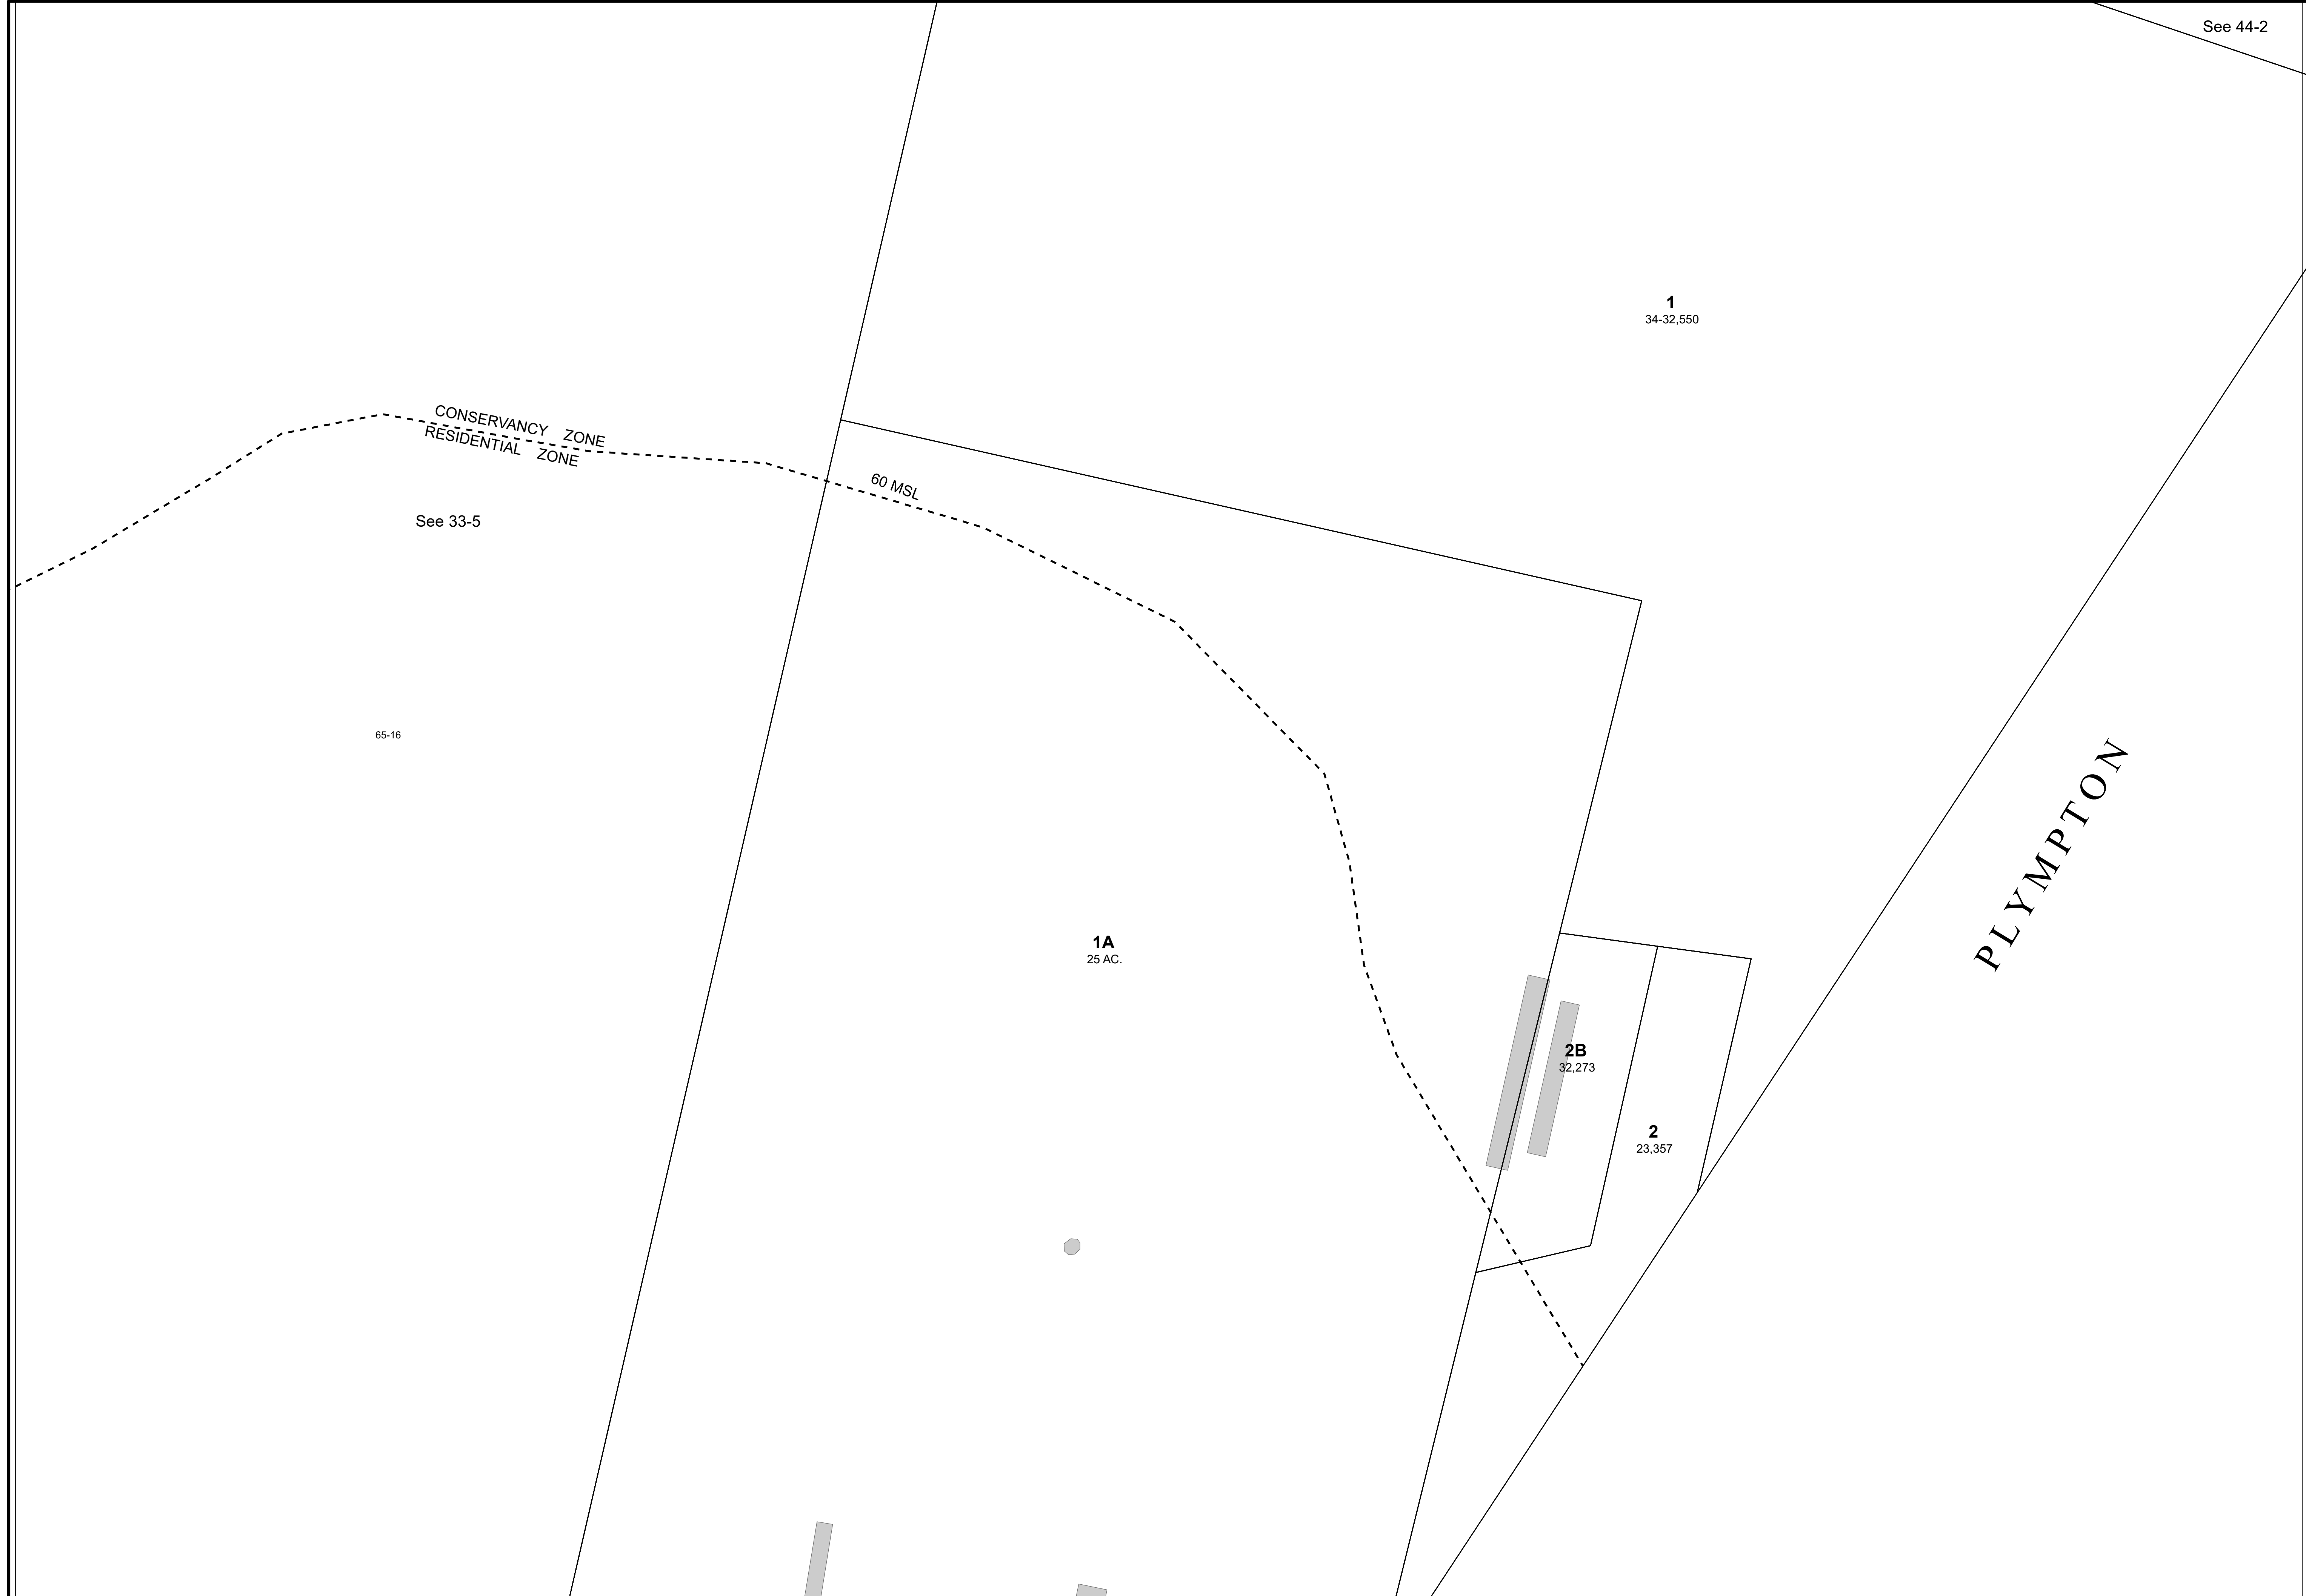 See 44-2
1
34-32,550
CONSERVANCY ZONE
RESIDENTIAL ZONE
60 MSL
See 33-5
65-16
PLYMPTON
1A
25 AC.
2B
32,273
2
23,357